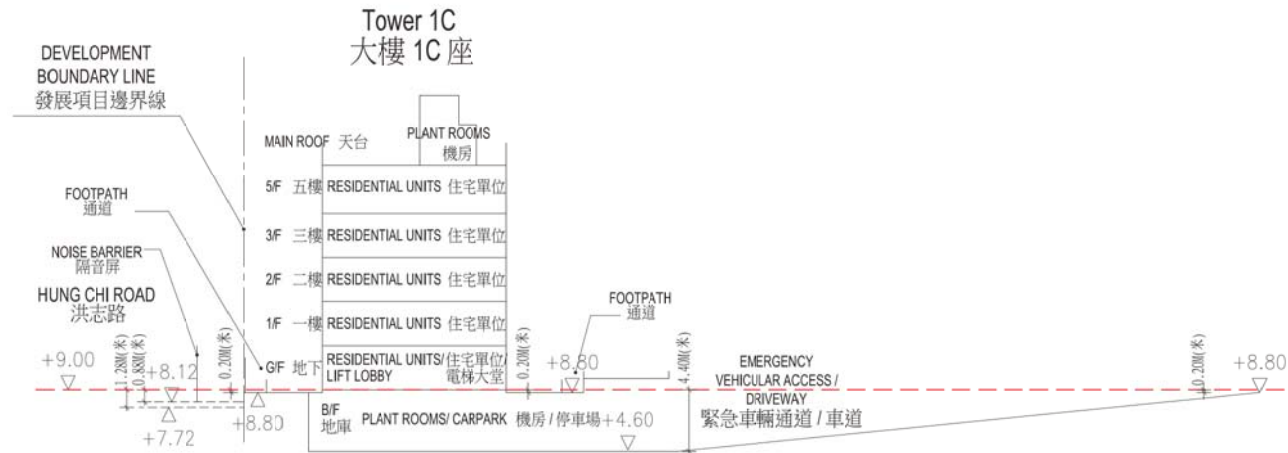 Tower 1C
大樓 1C 座
DEVELOPMENT
BOUNDARY LINE
發展項目邊界線
MAIN ROOF 天台
PLANT ROOMS
機房
5/F 五樓 RESIDENTIAL UNITS 住宅單位
3/F 三樓 RESIDENTIAL UNITS 住宅單位
2/F 二樓 RESIDENTIAL UNITS 住宅單位
1/F 一樓 RESIDENTIAL UNITS 住宅單位
G/F 地下 RESIDENTIAL UNITS/ 住宅單位/
LIFT LOBBY 電梯大堂
B/F
地庫
PLANT ROOMS/ CARPARK 機房 / 停車場
+4.60
FOOTPATH
通道
NOISE BARRIER
隔音屏
HUNG CHI ROAD
洪志路
+9.00
1.28M(米)
0.88M(米)
+8.12
+7.72
0.20M(米)
+8.80
0.20M(米)
FOOTPATH
通道
+8.80
4.40M(米)
EMERGENCY
VEHICULAR ACCESS /
DRIVEWAY
緊急車輛通道 / 車道
0.20M(米)
+8.80